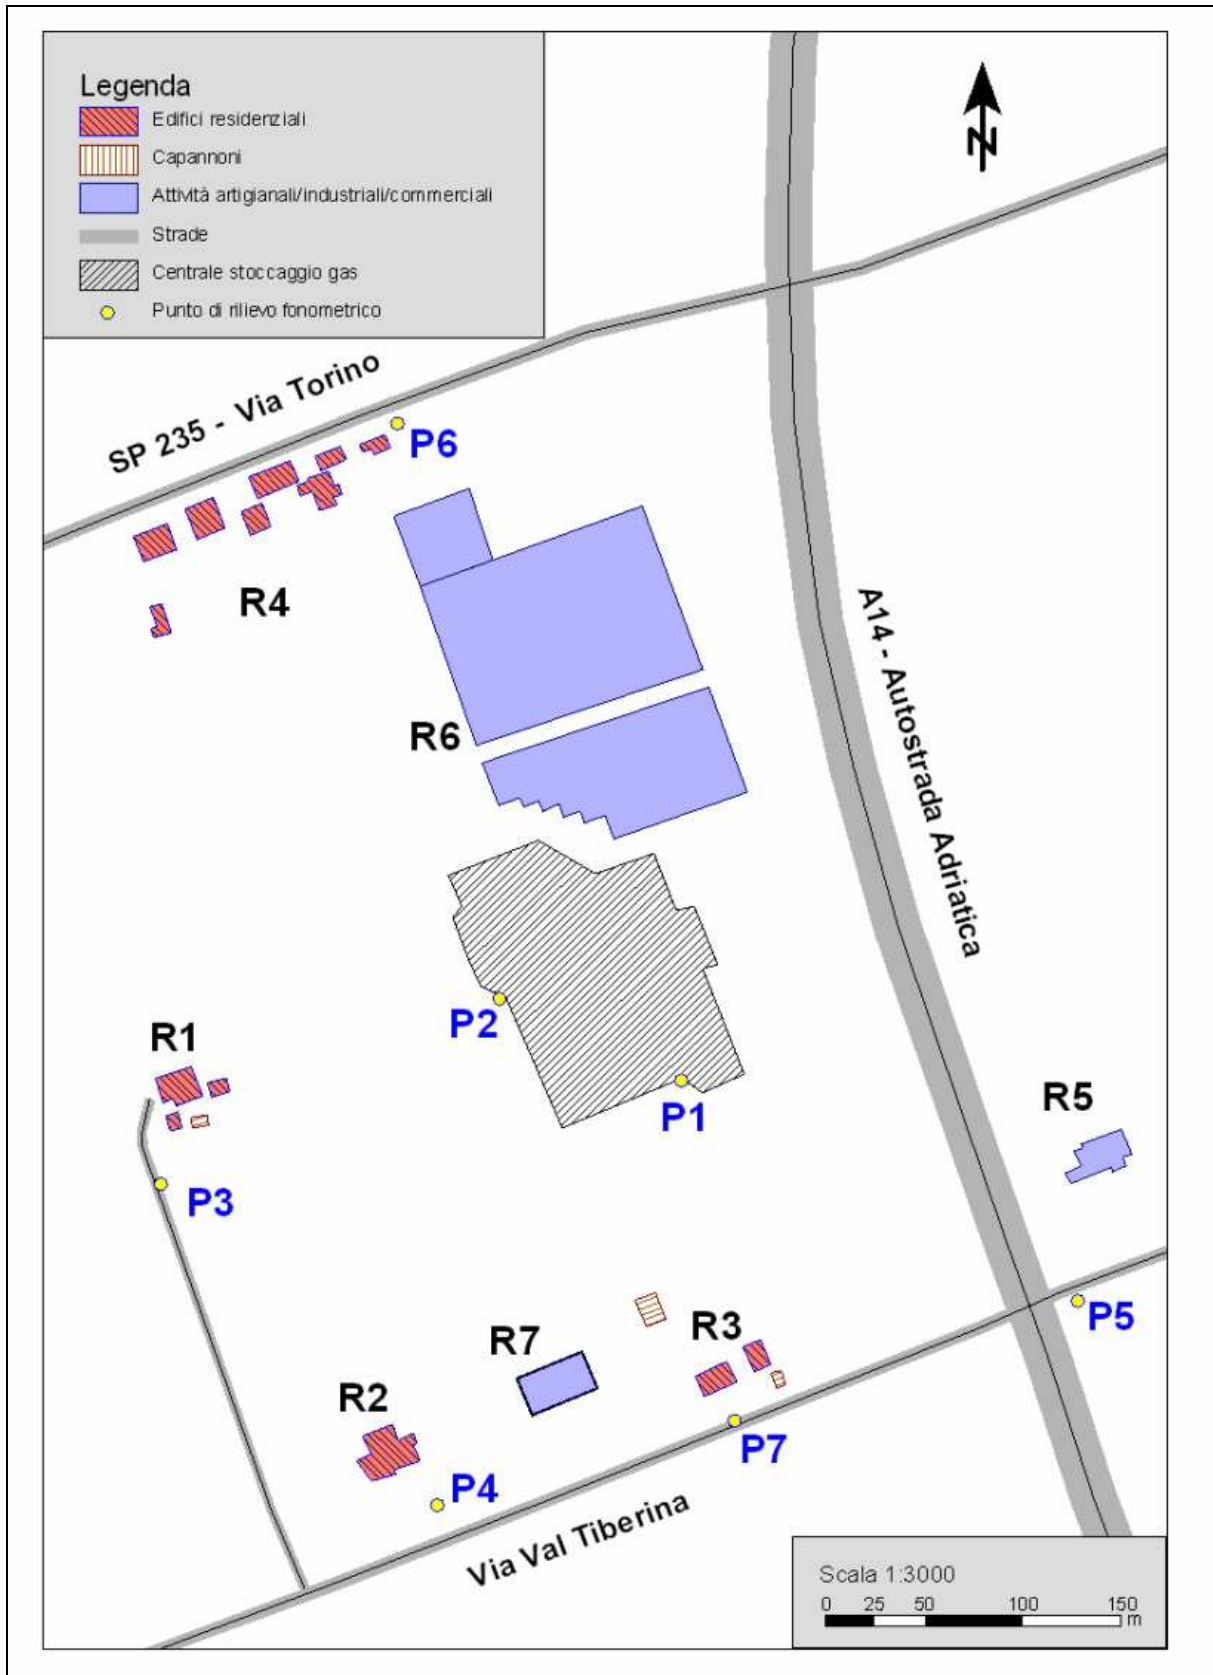 Legenda
Edifici residenziali
Capannoni
Attività artigianali/industriali/commerciali
Strade
Centrale stoccaggio gas
Punto di rilievo fonometrico
N
SP 235 - Via Torino
P6
R4
A14 - Autostrada Adriatica
R6
P2
R1
R5
P1
P3
R7
R3
P5
R2
P7
P4
Via Val Tiberina
Scala 1:3000
0 25 50 100 150
m